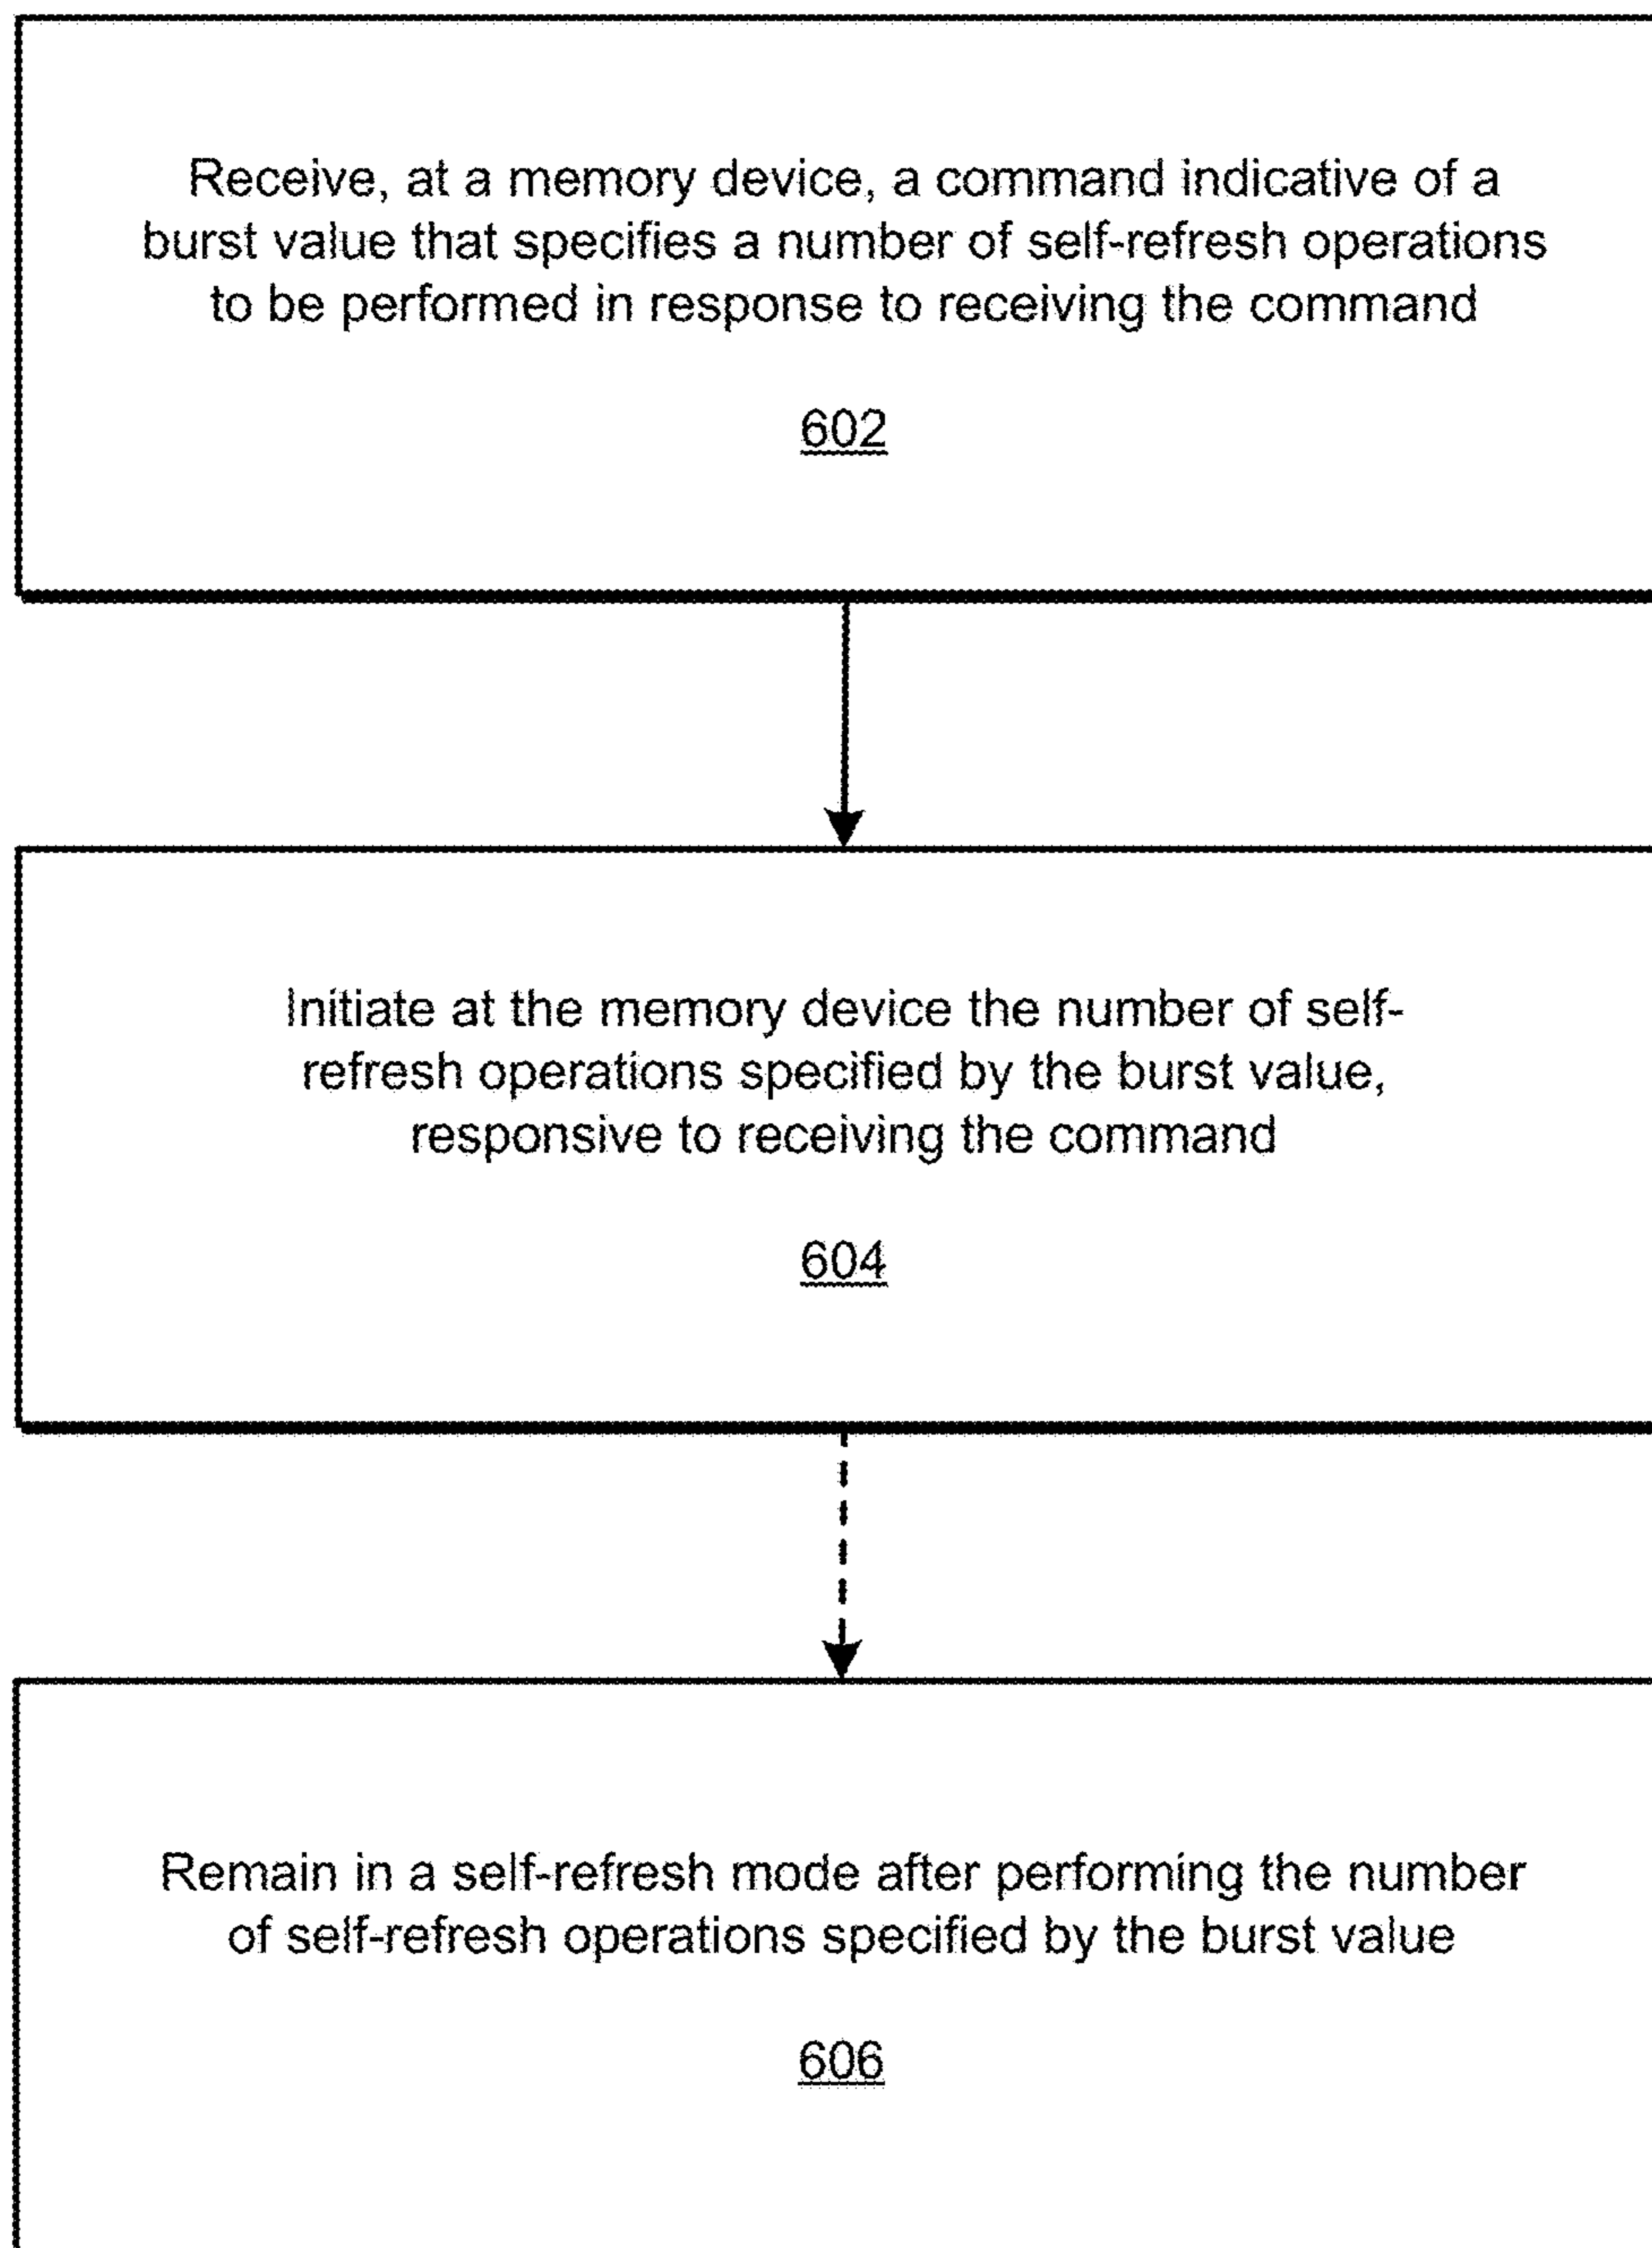 Receive, at a memory device, a command indicative of a
burst value that specifies a number of self-refresh operations
to be performed in response to receiving the command
602
Initiate at the memory device the number of self-
refresh operations specified by the burst value,
responsive to receiving the command
604
Remain in a self-refresh mode after performing the number
of self-refresh operations specified by the burst value
606